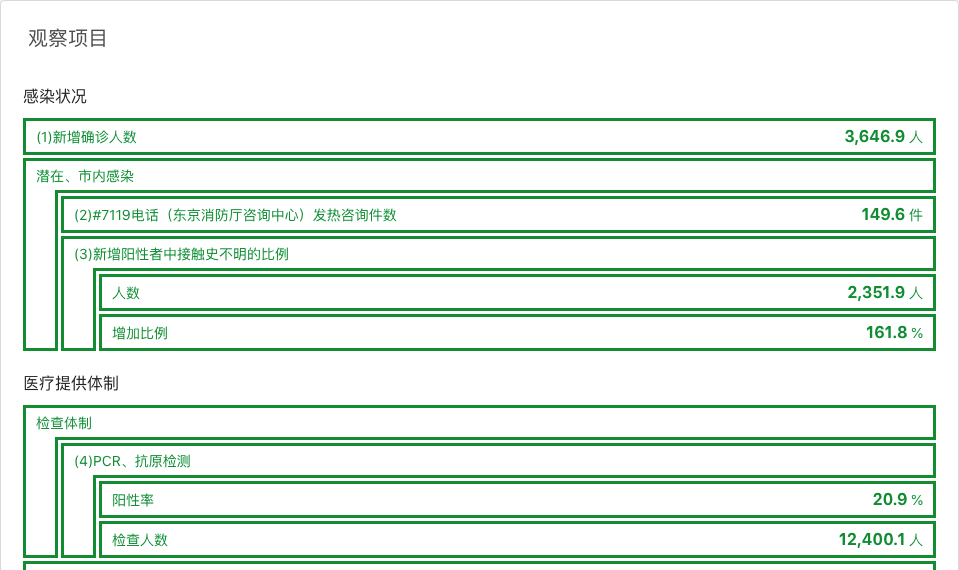 观察项目
感染状况
(1)新增确诊人数 3,646.9 人
潜在、市内感染
(2)#7119电话（东京消防厅咨询中心）发热咨询件数 149.6 件
(3)新增阳性者中接触史不明的比例
人数 2,351.9 人
增加比例 161.8 %
医疗提供体制
检查体制
(4)PCR、抗原检测
阳性率 20.9 %
检查人数 12,400.1 人